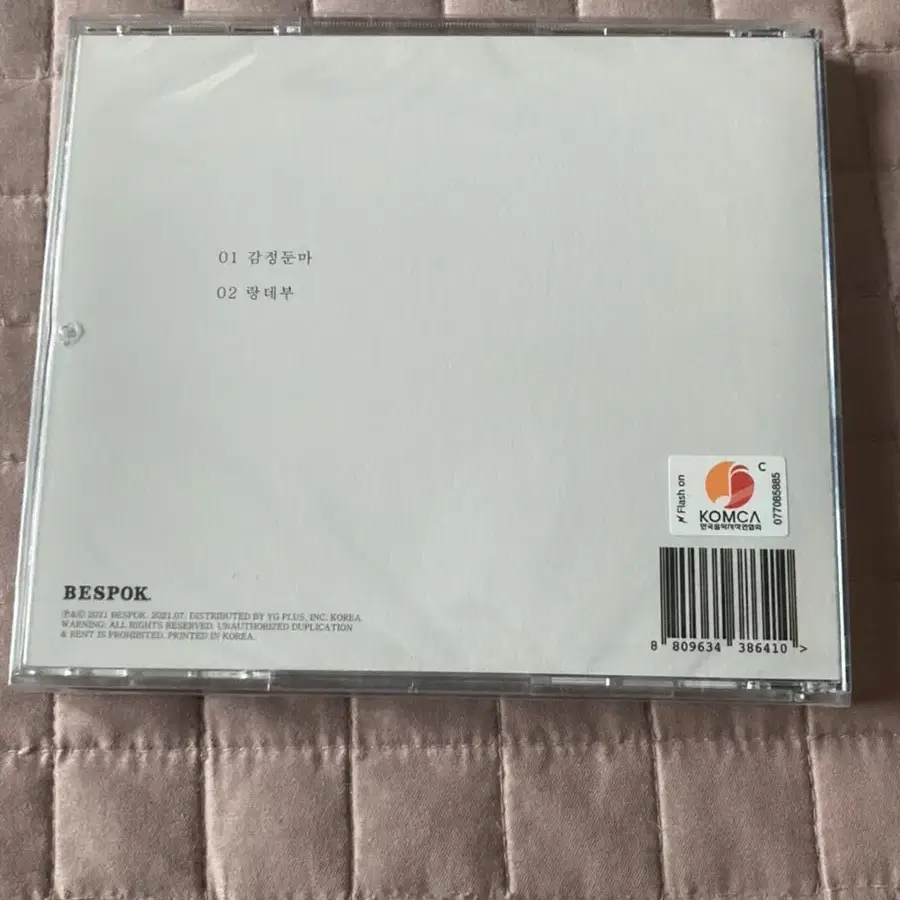 01 감정둔마
02 랑데부
Flash on
C
KOMCA
한국음악저작권협회
077085885
BESPOK.
℗&© 2021 BESPOK. 2021.07. DISTRIBUTED BY YG PLUS, INC. KOREA.
WARNING: ALL RIGHTS RESERVED. UNAUTHORIZED DUPLICATION
& RENT IS PROHIBITED. PRINTED IN KOREA.
8 809634 386410 >